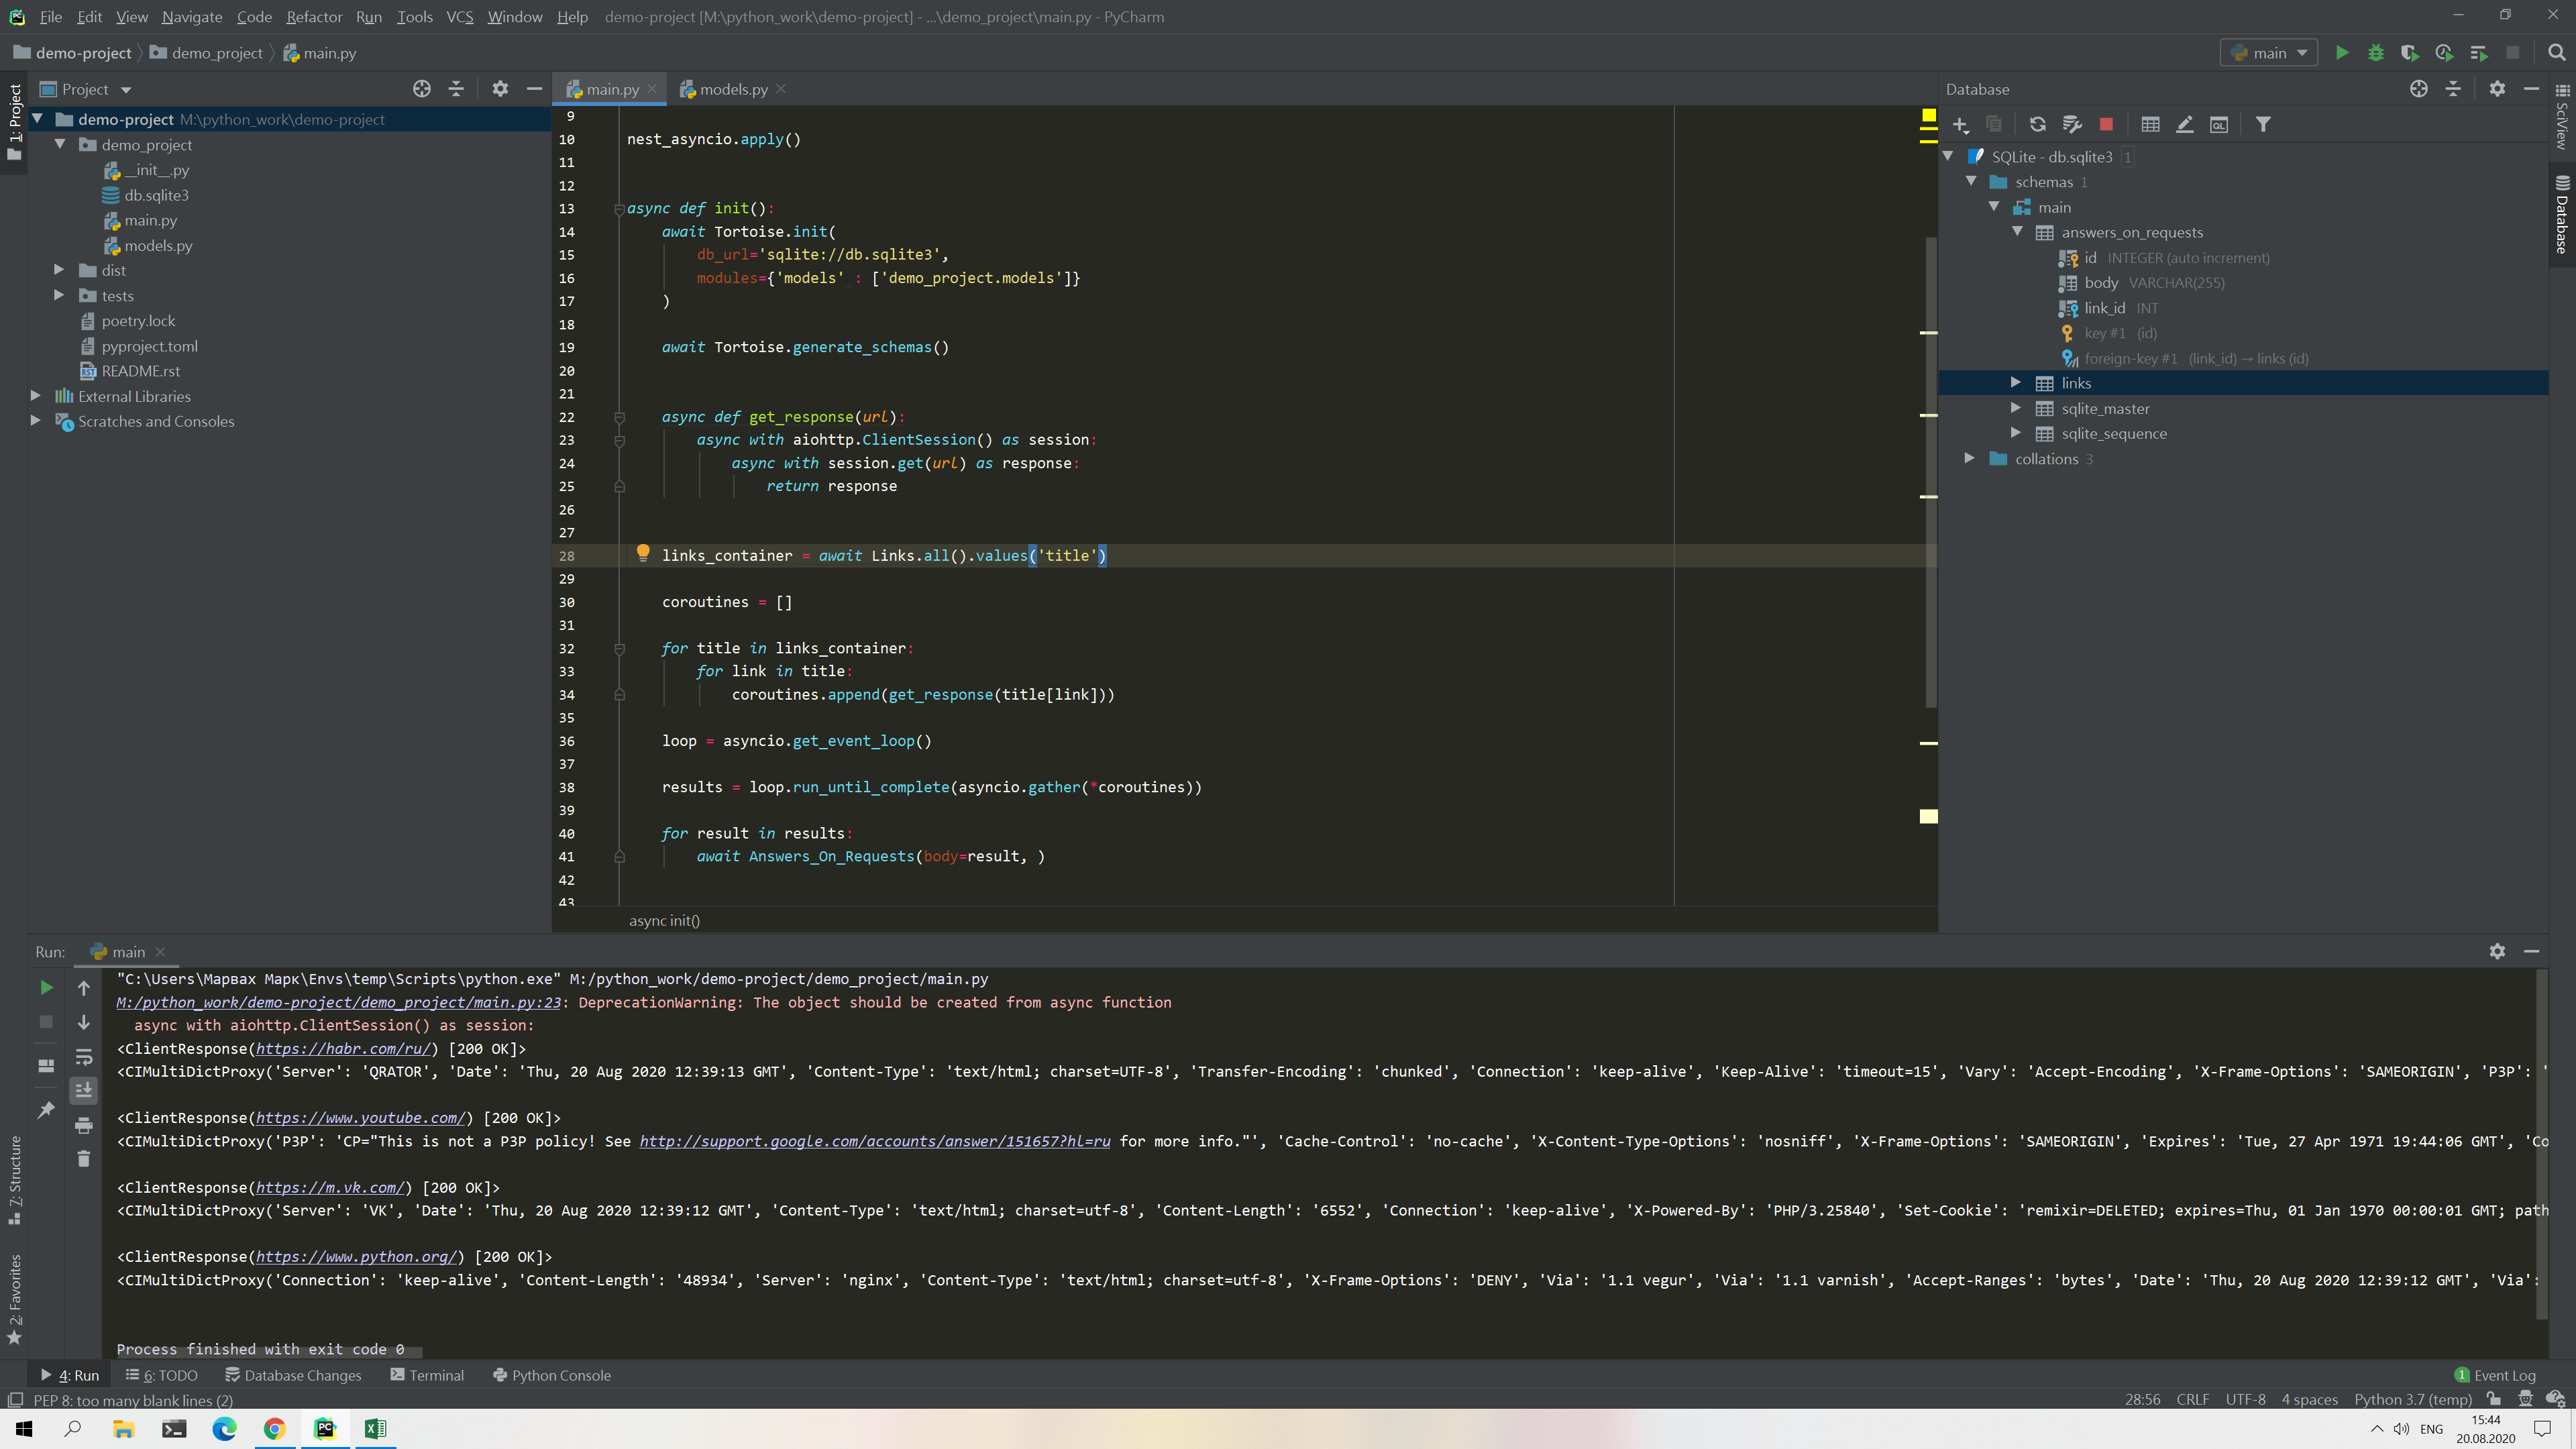 File Edit View Navigate Code Refactor Run Tools VCS Window Help demo-project [M:\python_work\demo-project] - ...\demo_project\main.py - PyCharm
demo-project demo_project main.py
main
Project
main.py
models.py
Database
1: Project
demo-project M:\python_work\demo-project
demo_project
__init__.py
db.sqlite3
main.py
models.py
dist
tests
poetry.lock
pyproject.toml
README.rst
External Libraries
Scratches and Consoles
9
10 nest_asyncio.apply()
11
12
13 async def init():
14 await Tortoise.init(
15 db_url='sqlite://db.sqlite3',
16 modules={'models' : ['demo_project.models']}
17 )
18
19 await Tortoise.generate_schemas()
20
21
22 async def get_response(url):
23 async with aiohttp.ClientSession() as session:
24 async with session.get(url) as response:
25 return response
26
27
28 links_container = await Links.all().values('title')
29
30 coroutines = []
31
32 for title in links_container:
33 for link in title:
34 coroutines.append(get_response(title[link]))
35
36 loop = asyncio.get_event_loop()
37
38 results = loop.run_until_complete(asyncio.gather(*coroutines))
39
40 for result in results:
41 await Answers_On_Requests(body=result, )
42
43
async init()
SQLite - db.sqlite3 1
schemas 1
main
answers_on_requests
id INTEGER (auto increment)
body VARCHAR(255)
link_id INT
key #1 (id)
foreign-key #1 (link_id) → links (id)
links
sqlite_master
sqlite_sequence
collations 3
SciView
Database
Run: main
"C:\Users\Марвах Марк\Envs\temp\Scripts\python.exe" M:/python_work/demo-project/demo_project/main.py
M:/python_work/demo-project/demo_project/main.py:23: DeprecationWarning: The object should be created from async function
async with aiohttp.ClientSession() as session:
<ClientResponse(https://habr.com/ru/) [200 OK]>
<CIMultiDictProxy('Server': 'QRATOR', 'Date': 'Thu, 20 Aug 2020 12:39:13 GMT', 'Content-Type': 'text/html; charset=UTF-8', 'Transfer-Encoding': 'chunked', 'Connection': 'keep-alive', 'Keep-Alive': 'timeout=15', 'Vary': 'Accept-Encoding', 'X-Frame-Options': 'SAMEORIGIN', 'P3P': '
<ClientResponse(https://www.youtube.com/) [200 OK]>
<CIMultiDictProxy('P3P': 'CP="This is not a P3P policy! See http://support.google.com/accounts/answer/151657?hl=ru for more info."', 'Cache-Control': 'no-cache', 'X-Content-Type-Options': 'nosniff', 'X-Frame-Options': 'SAMEORIGIN', 'Expires': 'Tue, 27 Apr 1971 19:44:06 GMT', 'Co
<ClientResponse(https://m.vk.com/) [200 OK]>
<CIMultiDictProxy('Server': 'VK', 'Date': 'Thu, 20 Aug 2020 12:39:12 GMT', 'Content-Type': 'text/html; charset=utf-8', 'Content-Length': '6552', 'Connection': 'keep-alive', 'X-Powered-By': 'PHP/3.25840', 'Set-Cookie': 'remixir=DELETED; expires=Thu, 01 Jan 1970 00:00:01 GMT; path
<ClientResponse(https://www.python.org/) [200 OK]>
<CIMultiDictProxy('Connection': 'keep-alive', 'Content-Length': '48934', 'Server': 'nginx', 'Content-Type': 'text/html; charset=utf-8', 'X-Frame-Options': 'DENY', 'Via': '1.1 vegur', 'Via': '1.1 varnish', 'Accept-Ranges': 'bytes', 'Date': 'Thu, 20 Aug 2020 12:39:12 GMT', 'Via':
Process finished with exit code 0
7: Structure
2: Favorites
4: Run 6: TODO Database Changes Terminal Python Console 1 Event Log
PEP 8: too many blank lines (2) 28:56 CRLF UTF-8 4 spaces Python 3.7 (temp)
ENG 15:44
20.08.2020